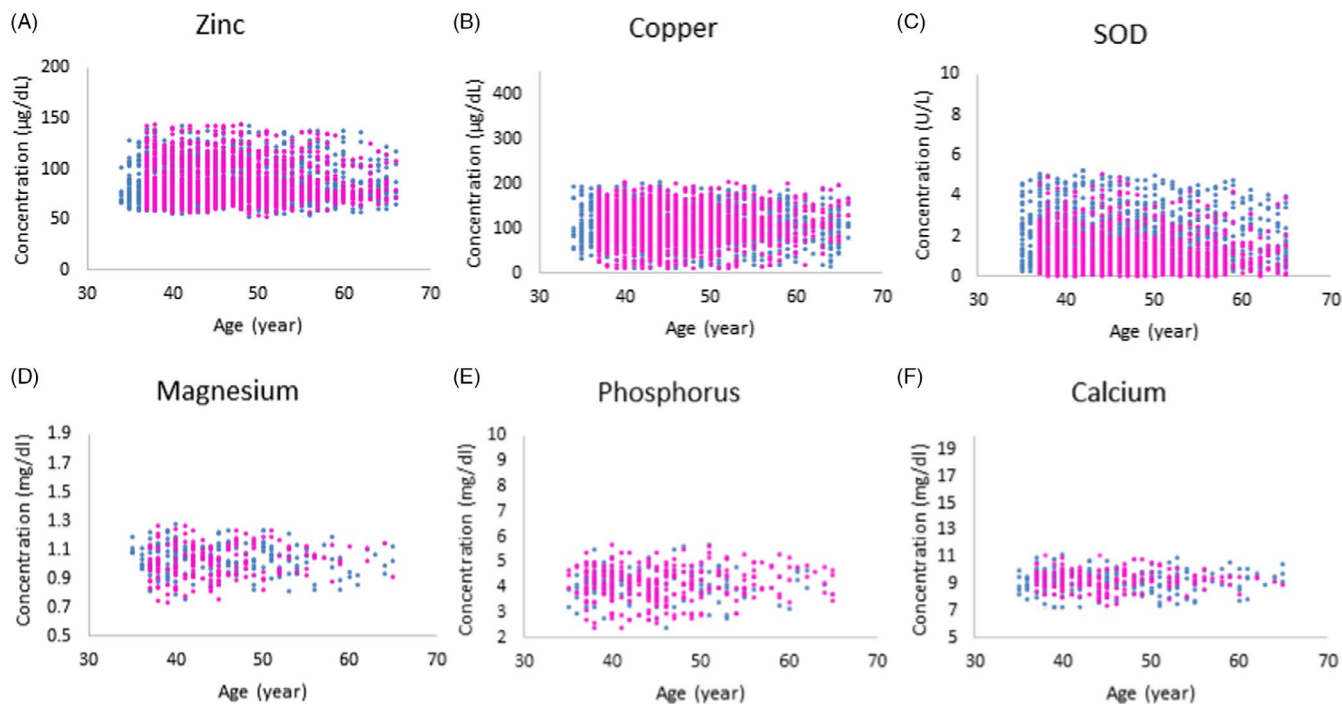 (A)
Zinc
Concentration (µg/dL)
200
150
100
50
0
30 40 50 60 70
Age (year)
(B)
Copper
Concentration (µg/dL)
400
300
200
100
0
30 40 50 60 70
Age (year)
(C)
SOD
Concentration (U/L)
10
8
6
4
2
0
30 40 50 60 70
Age (year)
(D)
Magnesium
Concentration (mg/dl)
1.9
1.7
1.5
1.3
1.1
0.9
0.7
0.5
30 40 50 60 70
Age (year)
(E)
Phosphorus
Concentration (mg/dl)
10
9
8
7
6
5
4
3
2
30 40 50 60 70
Age (year)
(F)
Calcium
Concentration (mg/dl)
19
17
15
13
11
9
7
5
30 40 50 60 70
Age (year)